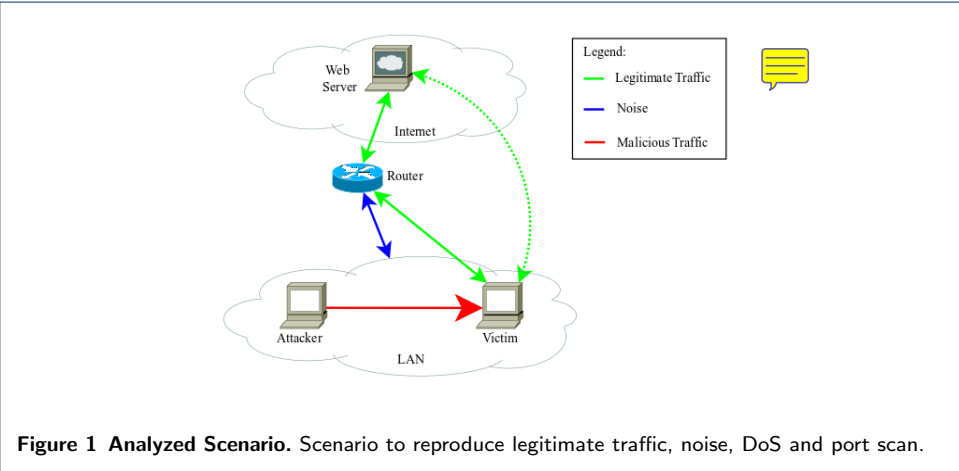 Web
Server
Internet
Router
Attacker
Victim
LAN
Legend:
Legitimate Traffic
Noise
Malicious Traffic
Figure 1 Analyzed Scenario. Scenario to reproduce legitimate traffic, noise, DoS and port scan.